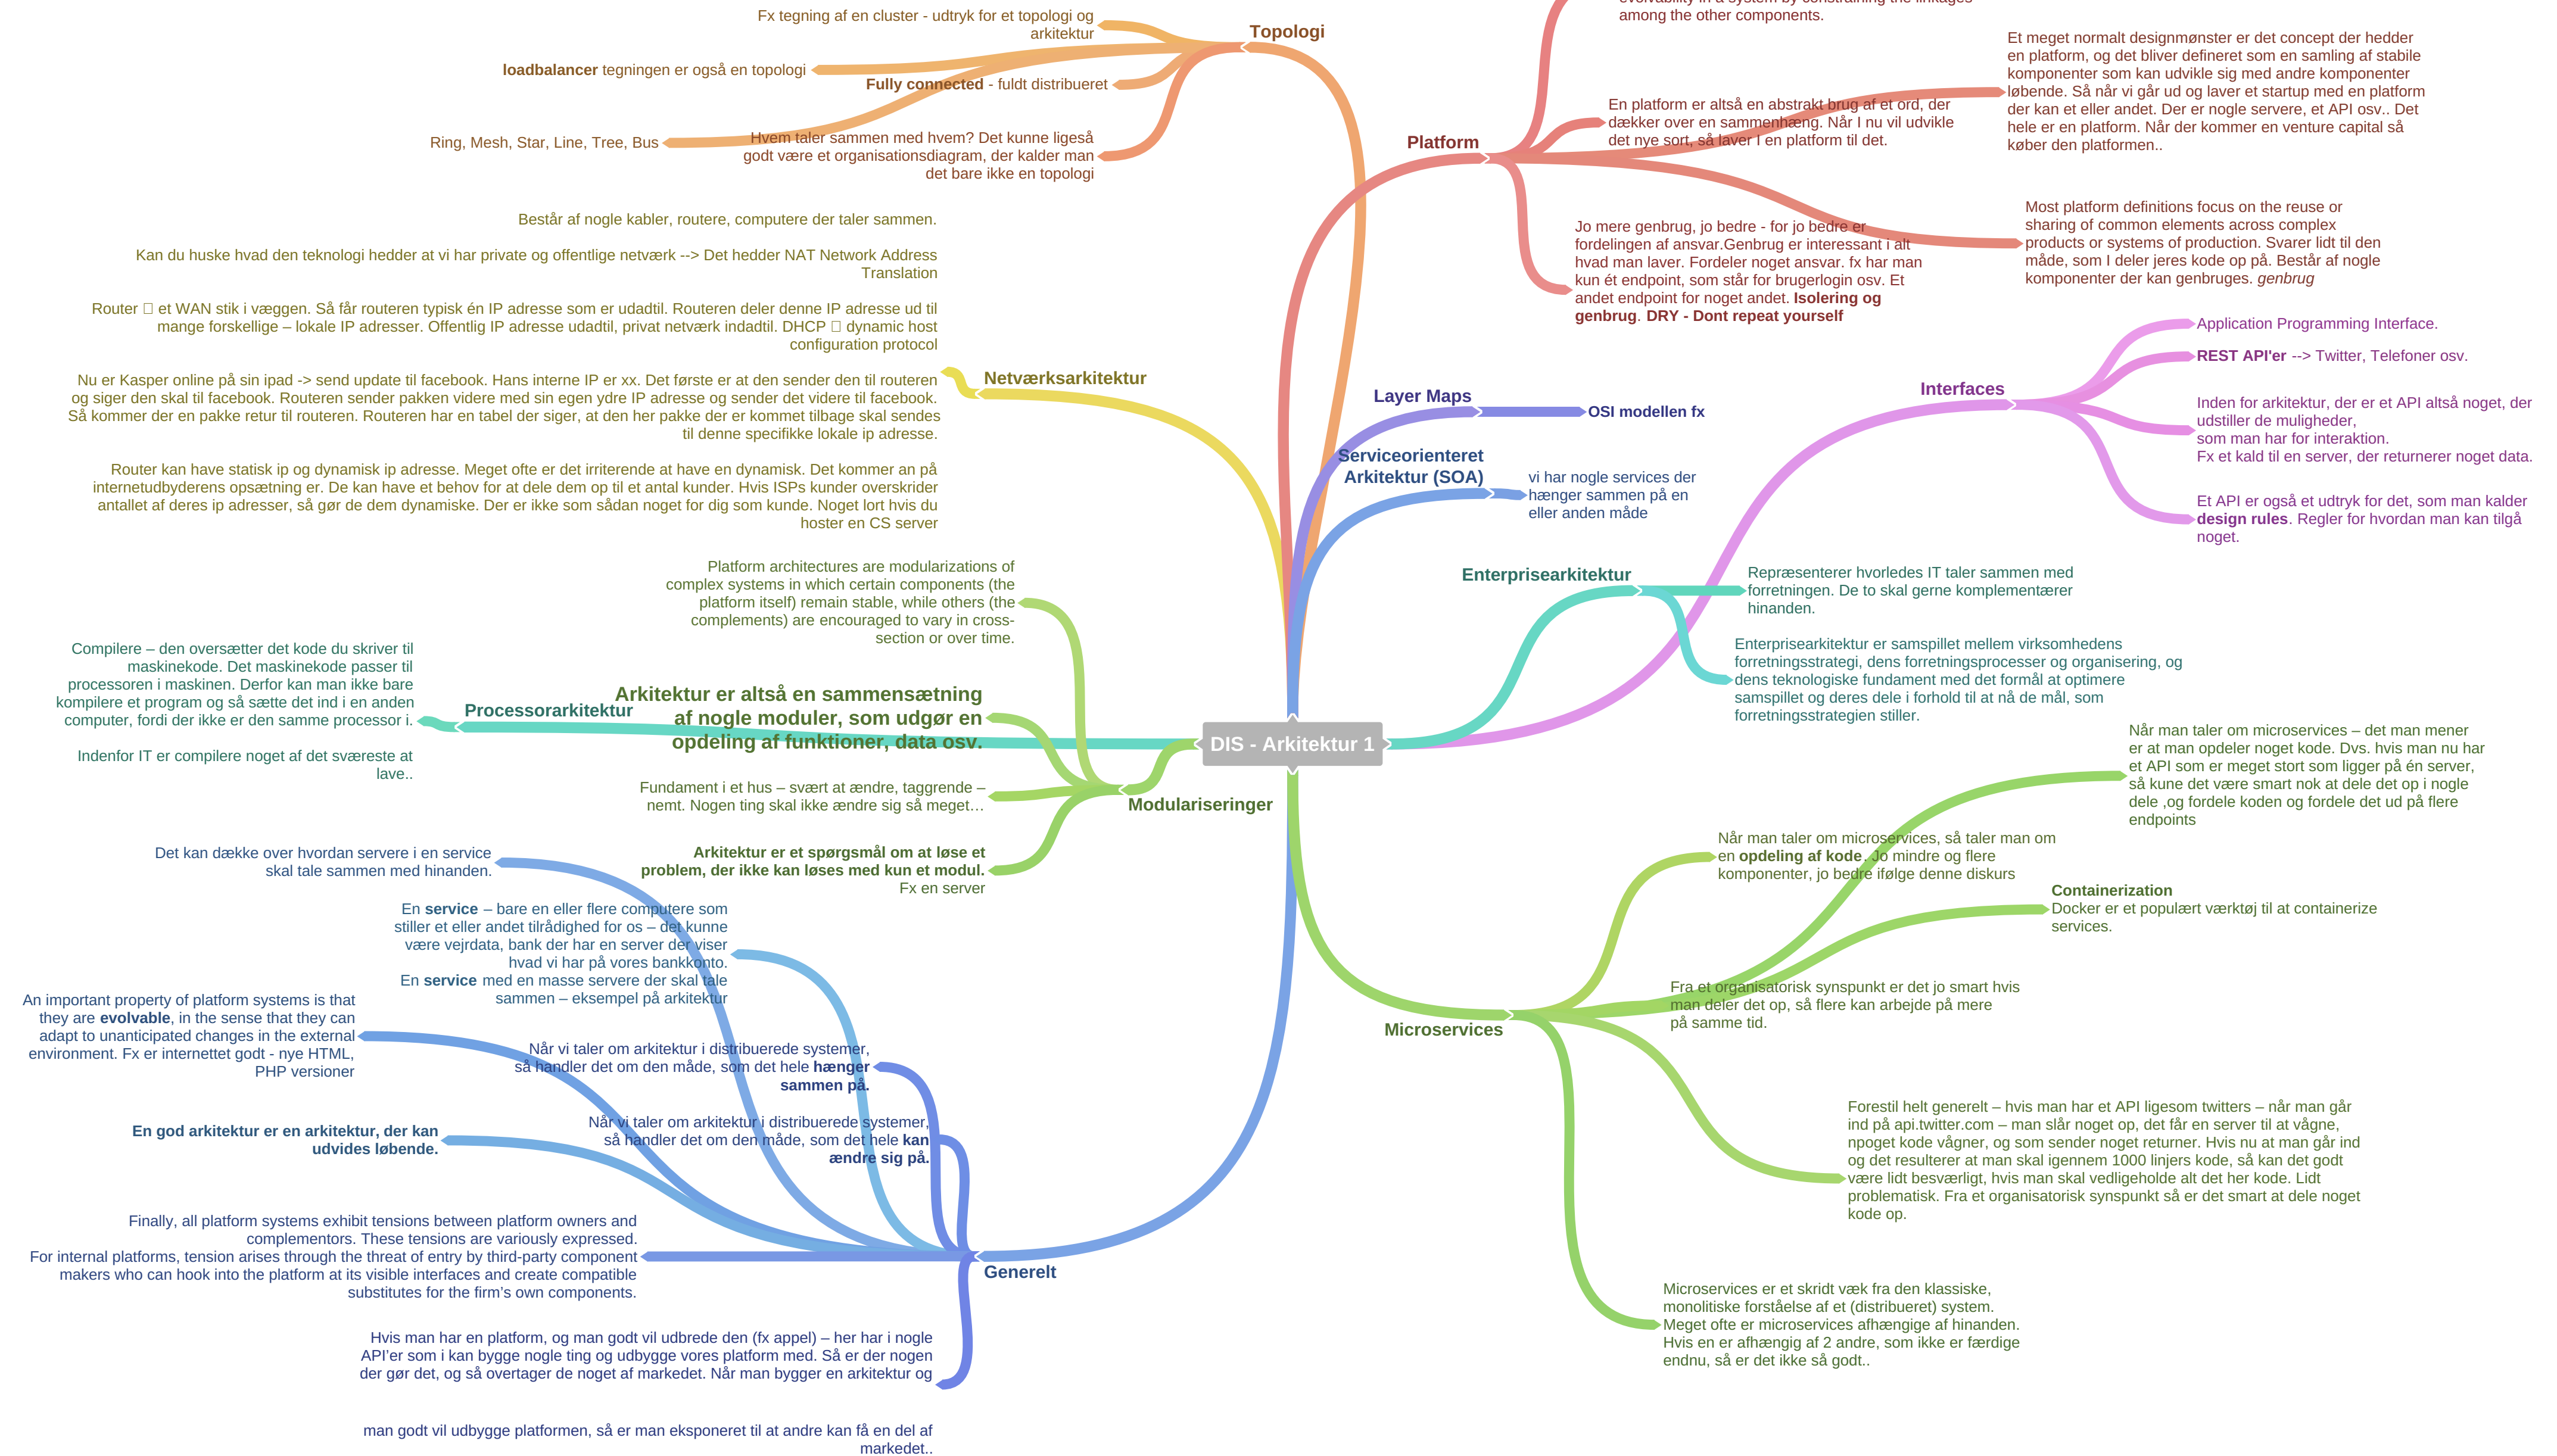 Fx tegning af en cluster - udtryk for et topologi og
arkitektur
Topologi
loadbalancer tegningen er også en topologi
Fully connected - fuldt distribueret
Ring, Mesh, Star, Line, Tree, Bus
Hvem taler sammen med hvem? Det kunne ligeså
godt være et organisationsdiagram, der kalder man
det bare ikke en topologi
Består af nogle kabler, routere, computere der taler sammen.
Kan du huske hvad den teknologi hedder at vi har private og offentlige netværk --> Det hedder NAT Network Address
Translation
Router  et WAN stik i væggen. Så får routeren typisk én IP adresse som er udadtil. Routeren deler denne IP adresse ud til
mange forskellige – lokale IP adresser. Offentlig IP adresse udadtil, privat netværk indadtil. DHCP  dynamic host
configuration protocol
Nu er Kasper online på sin ipad -> send update til facebook. Hans interne IP er xx. Det første er at den sender den til routeren
og siger den skal til facebook. Routeren sender pakken videre med sin egen ydre IP adresse og sender det videre til facebook.
Så kommer der en pakke retur til routeren. Routeren har en tabel der siger, at den her pakke der er kommet tilbage skal sendes
til denne specifikke lokale ip adresse.
Router kan have statisk ip og dynamisk ip adresse. Meget ofte er det irriterende at have en dynamisk. Det kommer an på
internetudbyderens opsætning er. De kan have et behov for at dele dem op til et antal kunder. Hvis ISPs kunder overskrider
antallet af deres ip adresser, så gør de dem dynamiske. Der er ikke som sådan noget for dig som kunde. Noget lort hvis du
hoster en CS server
Netværksarkitektur
Platform architectures are modularizations of
complex systems in which certain components (the
platform itself) remain stable, while others (the
complements) are encouraged to vary in cross-
section or over time.
Compilere – den oversætter det kode du skriver til
maskinekode. Det maskinekode passer til
processoren i maskinen. Derfor kan man ikke bare
kompilere et program og så sætte det ind i en anden
computer, fordi der ikke er den samme processor i.
Indenfor IT er compilere noget af det sværeste at
lave..
Processorarkitektur
Arkitektur er altså en sammensætning
af nogle moduler, som udgør en
opdeling af funktioner, data osv.
Fundament i et hus – svært at ændre, taggrende –
nemt. Nogen ting skal ikke ændre sig så meget…
Modulariseringer
Arkitektur er et spørgsmål om at løse et
problem, der ikke kan løses med kun et modul.
Fx en server
DIS - Arkitektur 1
Det kan dække over hvordan servere i en service
skal tale sammen med hinanden.
En service – bare en eller flere computere som
stiller et eller andet tilrådighed for os – det kunne
være vejrdata, bank der har en server der viser
hvad vi har på vores bankkonto.
En service med en masse servere der skal tale
sammen – eksempel på arkitektur
An important property of platform systems is that
they are evolvable, in the sense that they can
adapt to unanticipated changes in the external
environment. Fx er internettet godt - nye HTML,
PHP versioner
Når vi taler om arkitektur i distribuerede systemer,
så handler det om den måde, som det hele hænger
sammen på.
Når vi taler om arkitektur i distribuerede systemer,
så handler det om den måde, som det hele kan
ændre sig på.
En god arkitektur er en arkitektur, der kan
udvides løbende.
Finally, all platform systems exhibit tensions between platform owners and
complementors. These tensions are variously expressed.
For internal platforms, tension arises through the threat of entry by third-party component
makers who can hook into the platform at its visible interfaces and create compatible
substitutes for the firm's own components.
Generelt
Hvis man har en platform, og man godt vil udbrede den (fx appel) – her har i nogle
API'er som i kan bygge nogle ting og udbygge vores platform med. Så er der nogen
der gør det, og så overtager de noget af markedet. Når man bygger en arkitektur og
man godt vil udbygge platformen, så er man eksponeret til at andre kan få en del af
markedet..
among the other components.
Platform
En platform er altså en abstrakt brug af et ord, der
dækker over en sammenhæng. Når I nu vil udvikle
det nye sort, så laver I en platform til det.
Et meget normalt designmønster er det concept der hedder
en platform, og det bliver defineret som en samling af stabile
komponenter som kan udvikle sig med andre komponenter
løbende. Så når vi går ud og laver et startup med en platform
der kan et eller andet. Der er nogle servere, et API osv.. Det
hele er en platform. Når der kommer en venture capital så
køber den platformen..
Most platform definitions focus on the reuse or
sharing of common elements across complex
products or systems of production. Svarer lidt til den
måde, som I deler jeres kode op på. Består af nogle
komponenter der kan genbruges. genbrug
Jo mere genbrug, jo bedre - for jo bedre er
fordelingen af ansvar.Genbrug er interessant i alt
hvad man laver. Fordeler noget ansvar. fx har man
kun ét endpoint, som står for brugerlogin osv. Et
andet endpoint for noget andet. Isolering og
genbrug. DRY - Dont repeat yourself
Layer Maps
OSI modellen fx
Serviceorienteret
Arkitektur (SOA)
vi har nogle services der
hænger sammen på en
eller anden måde
Interfaces
Application Programming Interface.
REST API'er --> Twitter, Telefoner osv.
Inden for arkitektur, der er et API altså noget, der
udstiller de muligheder,
som man har for interaktion.
Fx et kald til en server, der returnerer noget data.
Et API er også et udtryk for det, som man kalder
design rules. Regler for hvordan man kan tilgå
noget.
Enterprisearkitektur
Repræsenterer hvorledes IT taler sammen med
forretningen. De to skal gerne komplementærer
hinanden.
Enterprisearkitektur er samspillet mellem virksomhedens
forretningsstrategi, dens forretningsprocesser og organisering, og
dens teknologiske fundament med det formål at optimere
samspillet og deres dele i forhold til at nå de mål, som
forretningsstrategien stiller.
Når man taler om microservices – det man mener
er at man opdeler noget kode. Dvs. hvis man nu har
et API som er meget stort som ligger på én server,
så kune det være smart nok at dele det op i nogle
dele ,og fordele koden og fordele det ud på flere
endpoints
Når man taler om microservices, så taler man om
en opdeling af kode. Jo mindre og flere
komponenter, jo bedre ifølge denne diskurs
Containerization
Docker er et populært værktøj til at containerize
services.
Fra et organisatorisk synspunkt er det jo smart hvis
man deler det op, så flere kan arbejde på mere
på samme tid.
Microservices
Forestil helt generelt – hvis man har et API ligesom twitters – når man går
ind på api.twitter.com – man slår noget op, det får en server til at vågne,
npoget kode vågner, og som sender noget returner. Hvis nu at man går ind
og det resulterer at man skal igennem 1000 linjers kode, så kan det godt
være lidt besværligt, hvis man skal vedligeholde alt det her kode. Lidt
problematisk. Fra et organisatorisk synspunkt så er det smart at dele noget
kode op.
Microservices er et skridt væk fra den klassiske,
monolitiske forståelse af et (distribueret) system.
Meget ofte er microservices afhængige af hinanden.
Hvis en er afhængig af 2 andre, som ikke er færdige
endnu, så er det ikke så godt..